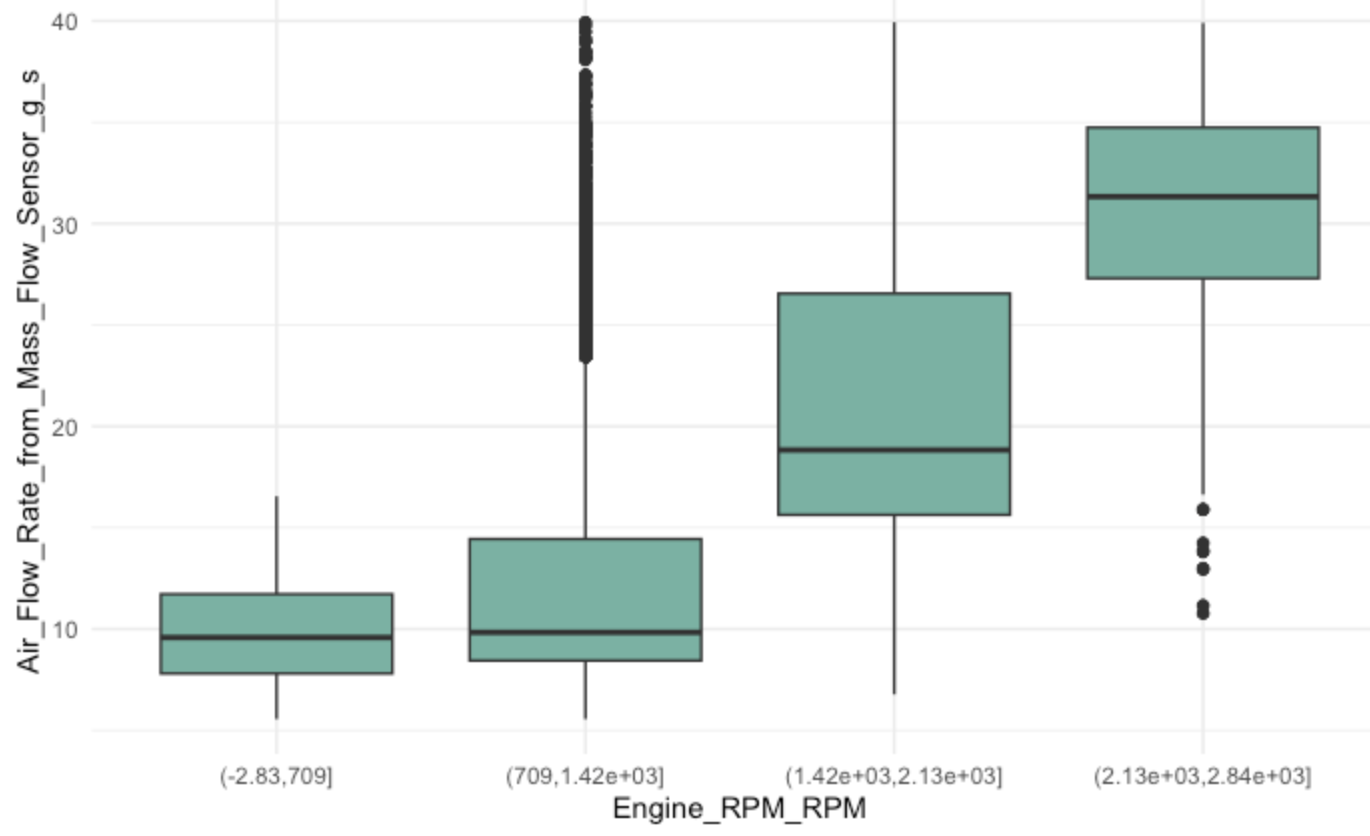 Air_Flow_Rate_from_Mass_Flow_Sensor_g_s
40
30
20
10
(-2.83,709]
(709,1.42e+03]
(1.42e+03,2.13e+03]
(2.13e+03,2.84e+03]
Engine_RPM_RPM